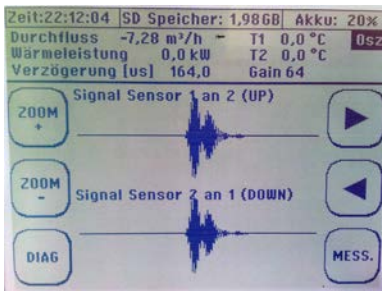 Zeit:22:12:04 SD Speicher: 1,98GB Akku: 20%
Durchfluss -7,28 m³/h - T1 0,0 °C Osz
Wärmeleistung 0,0 kW T2 0,0 °C
Verzögerung [us] 164,0 Gain 64
Signal Sensor 1 an 2 (UP)
ZOOM
+
ZOOM
-
Signal Sensor 2 an 1 (DOWN)
DIAG
MESS.